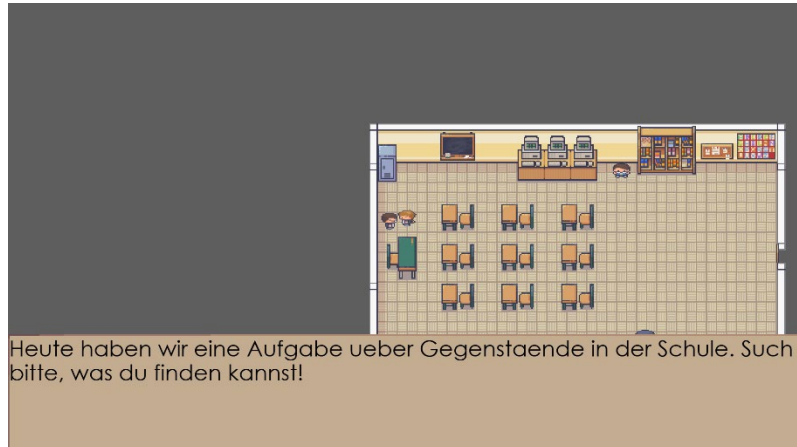 Heute haben wir eine Aufgabe ueber Gegenstaende in der Schule. Such
bitte, was du finden kannst!